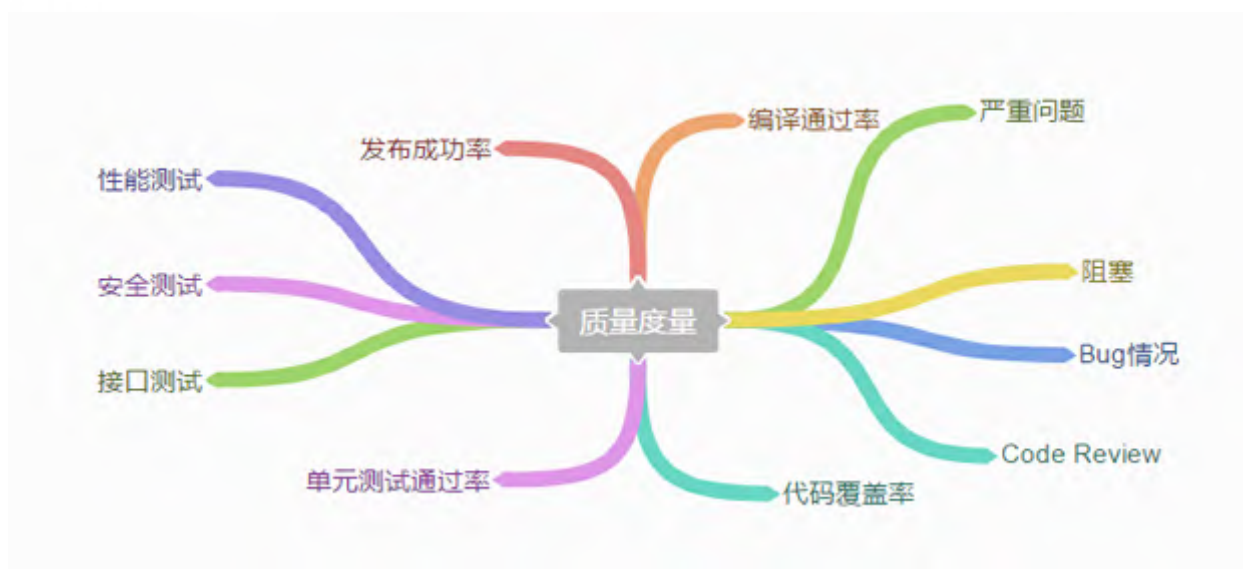 编译通过率
严重问题
发布成功率
性能测试
阻塞
安全测试
质量度量
Bug情况
接口测试
Code Review
单元测试通过率
代码覆盖率